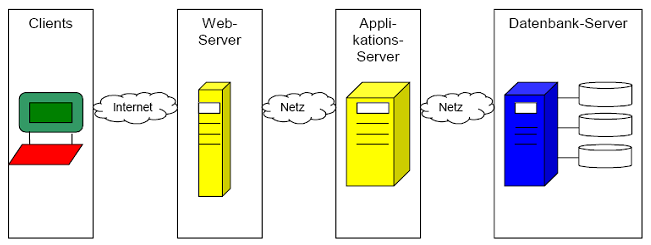 Clients
Web-
Server
Appli-
kations-
Server
Datenbank-Server
Internet
Netz
Netz